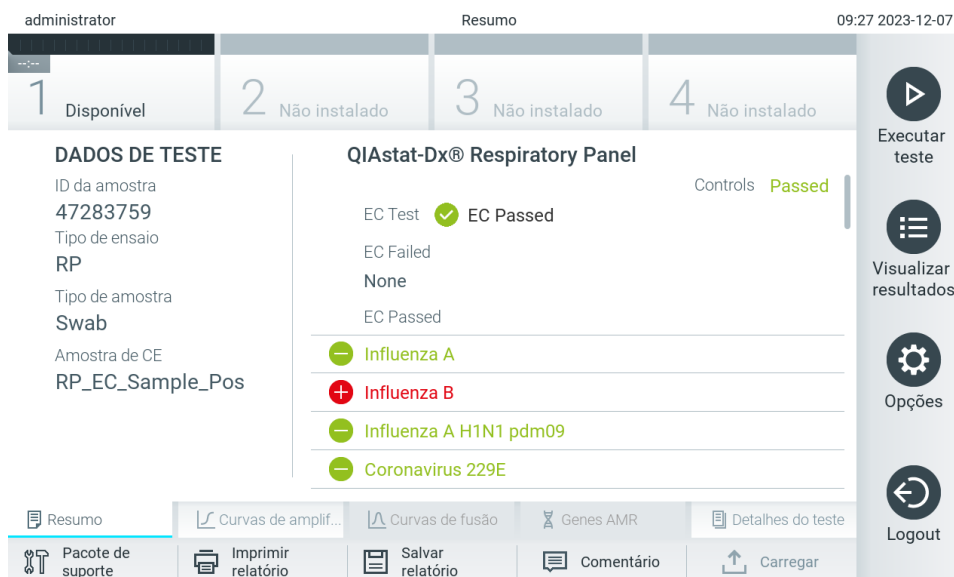 administrator
Resumo
09:27 2023-12-07
--:--
1 Disponível
2 Não instalado
3 Não instalado
4 Não instalado
DADOS DE TESTE
ID da amostra
47283759
Tipo de ensaio
RP
Tipo de amostra
Swab
Amostra de CE
RP_EC_Sample_Pos
QIAstat-Dx® Respiratory Panel
Controls Passed
EC Test EC Passed
EC Failed
None
EC Passed
Influenza A
Influenza B
Influenza A H1N1 pdm09
Coronavirus 229E
Executar
teste
Visualizar
resultados
Opções
Logout
Resumo
Curvas de amplif...
Curvas de fusão
Genes AMR
Detalhes do teste
Pacote de
suporte
Imprimir
relatório
Salvar
relatório
Comentário
Carregar